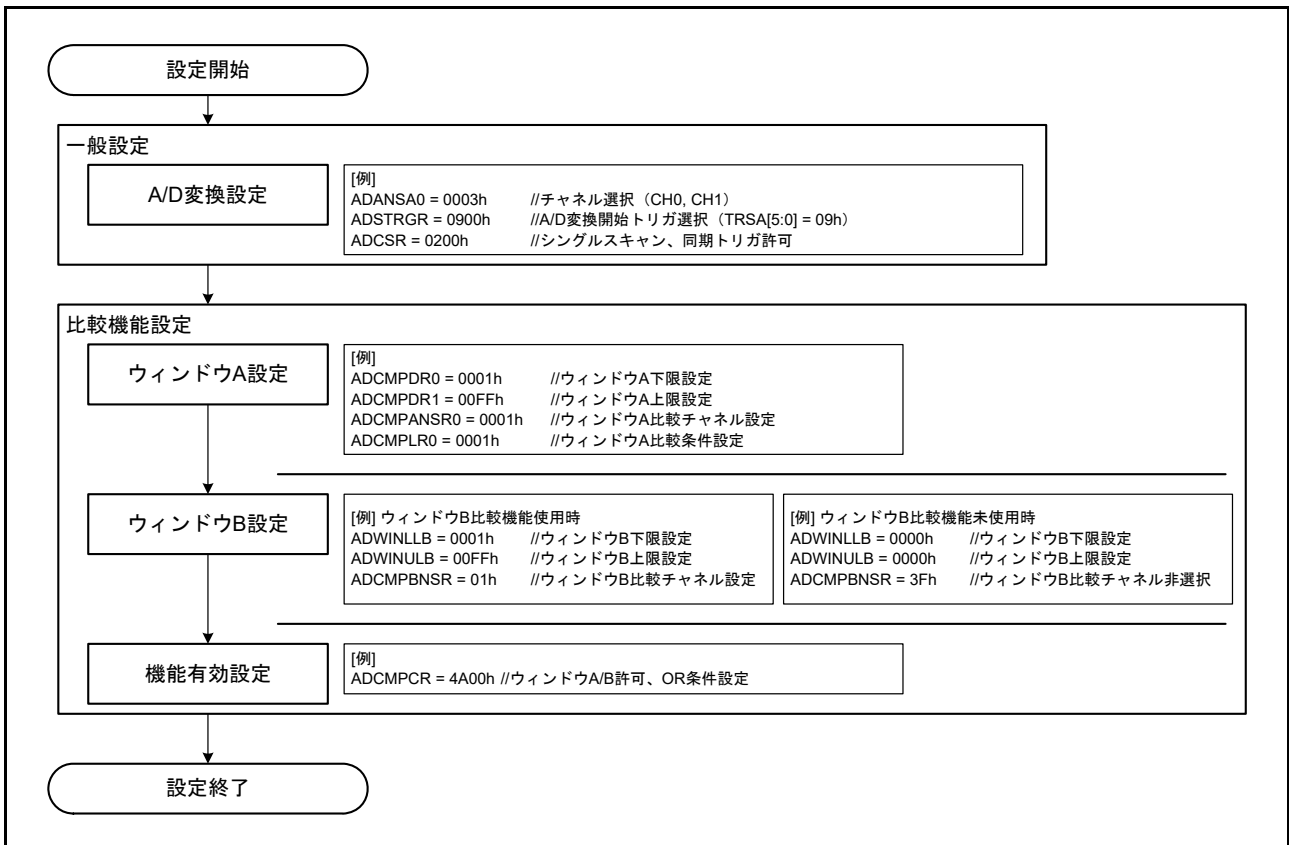 設定開始
一般設定
A/D変換設定
[例]
ADANSA0 = 0003h //チャネル選択（CH0, CH1）
ADSTRGR = 0900h //A/D変換開始トリガ選択（TRSA[5:0] = 09h）
ADCSR = 0200h //シングルスキャン、同期トリガ許可
比較機能設定
ウィンドウA設定
[例]
ADCMPDR0 = 0001h //ウィンドウA下限設定
ADCMPDR1 = 00FFh //ウィンドウA上限設定
ADCMPANSR0 = 0001h //ウィンドウA比較チャネル設定
ADCMPLR0 = 0001h //ウィンドウA比較条件設定
ウィンドウB設定
[例] ウィンドウB比較機能使用時
ADWINLLB = 0001h //ウィンドウB下限設定
ADWINULB = 00FFh //ウィンドウB上限設定
ADCMPBNSR = 01h //ウィンドウB比較チャネル設定
[例] ウィンドウB比較機能未使用時
ADWINLLB = 0000h //ウィンドウB下限設定
ADWINULB = 0000h //ウィンドウB上限設定
ADCMPBNSR = 3Fh //ウィンドウB比較チャネル非選択
機能有効設定
[例]
ADCMPCR = 4A00h //ウィンドウA/B許可、OR条件設定
設定終了